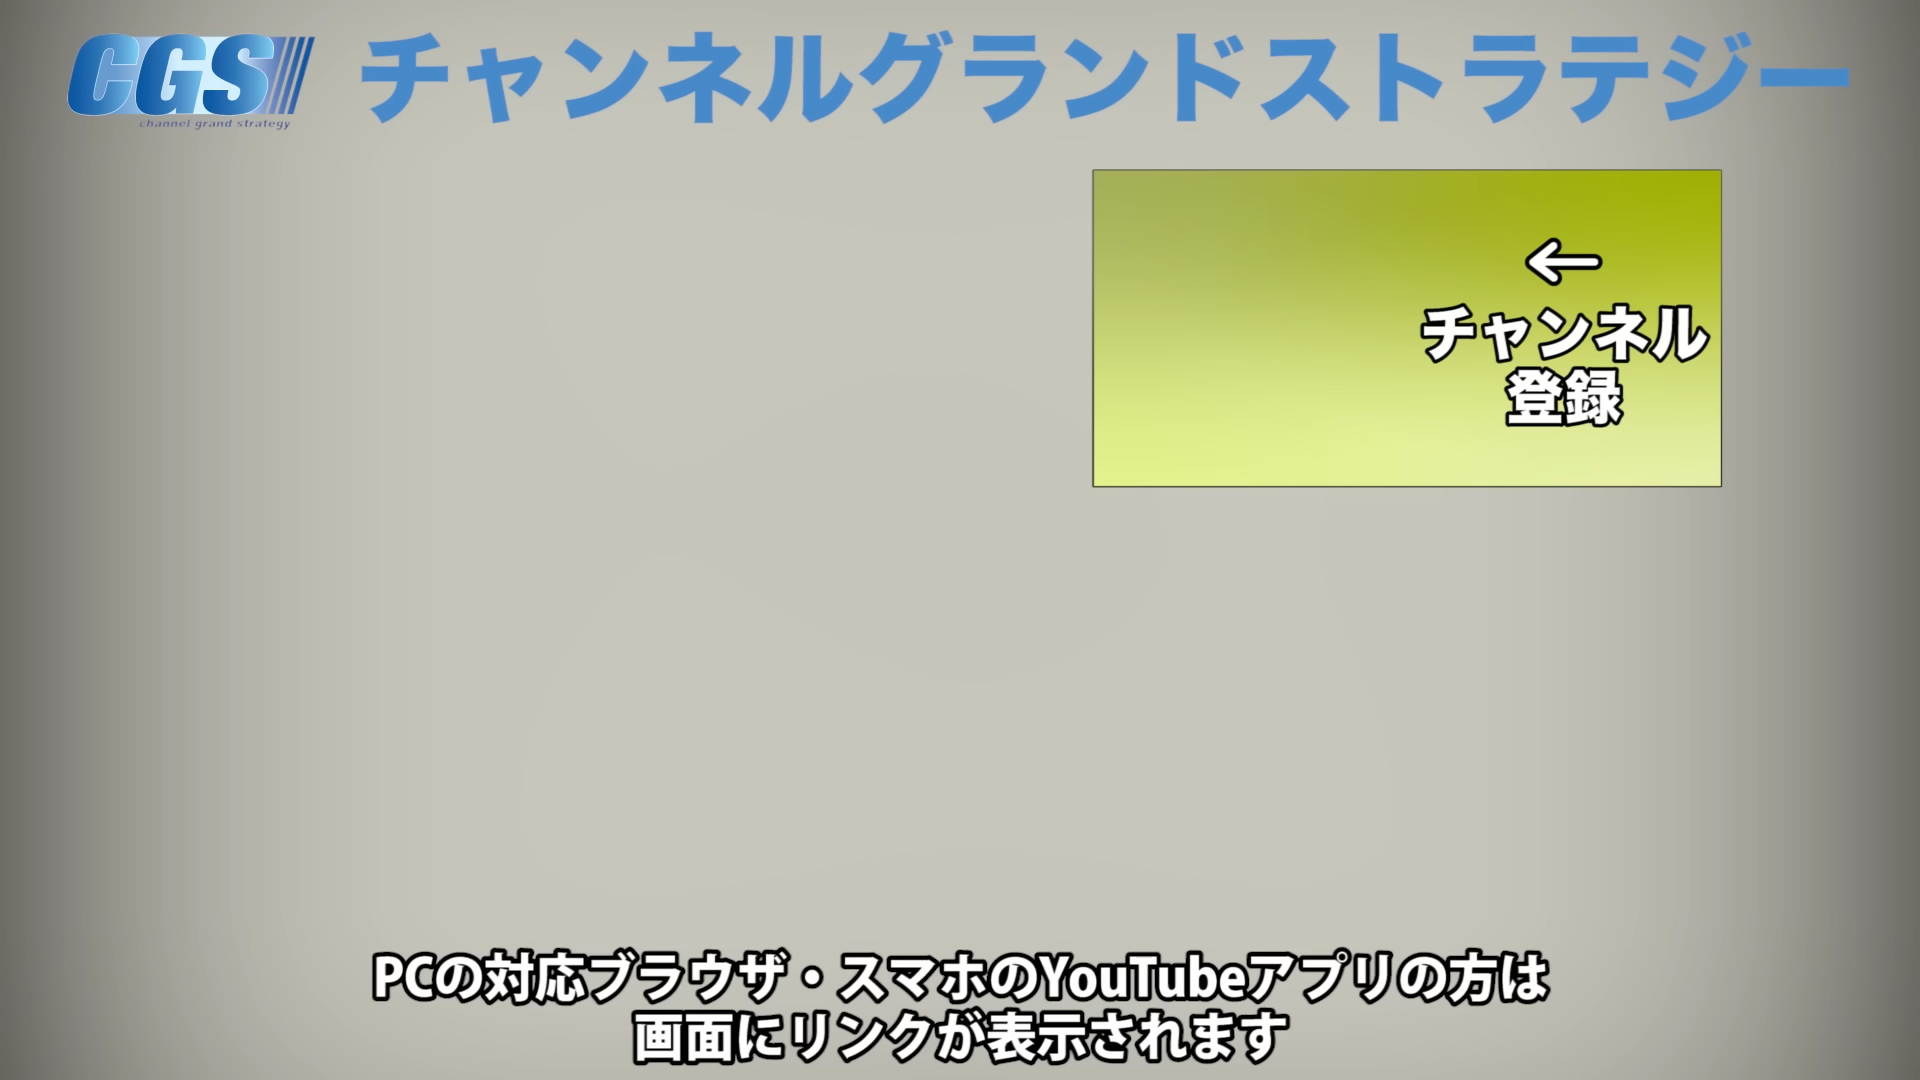 CGS
channel grand strategy
チャンネルグランドストラテジー
←
チャンネル
登録
PCの対応ブラウザ・スマホのYouTubeアプリの方は
画面にリンクが表示されます